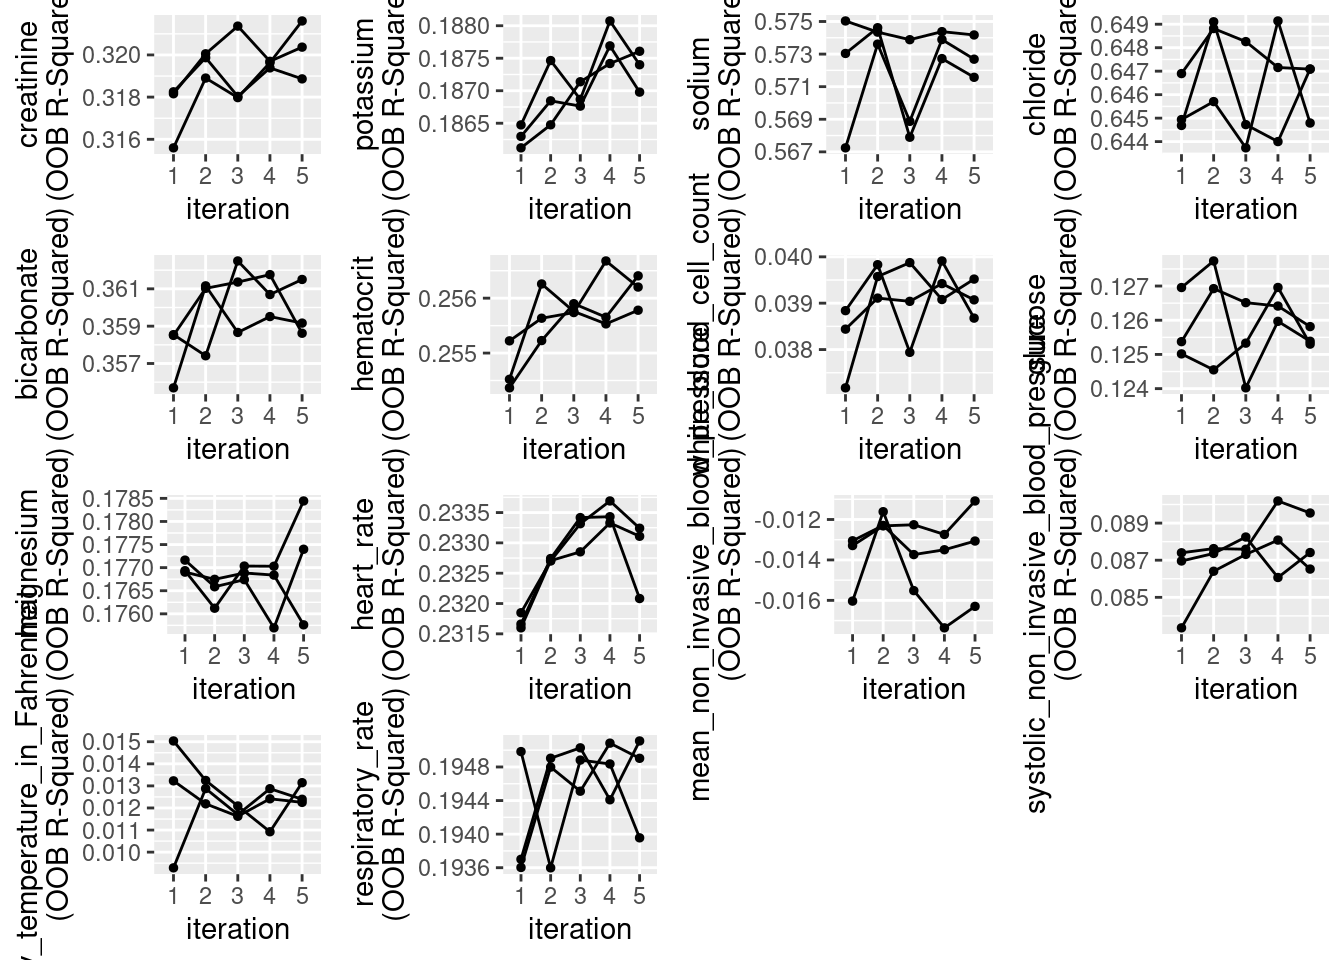 creatinine
(OOB R-Square
0.320
0.318
0.316
1 2 3 4 5
iteration
potassium
(OOB R-Square
0.1880
0.1875
0.1870
0.1865
1 2 3 4 5
iteration
sodium
(OOB R-Square
0.575
0.573
0.571
0.569
0.567
1 2 3 4 5
iteration
chloride
(OOB R-Square
0.649
0.648
0.647
0.646
0.645
0.644
1 2 3 4 5
iteration
bicarbonate
(OOB R-Squared)
0.361
0.359
0.357
1 2 3 4 5
iteration
hematocrit
(OOB R-Squared)
0.256
0.255
1 2 3 4 5
iteration
white_blood_cell_count
(OOB R-Squared)
0.040
0.039
0.038
1 2 3 4 5
iteration
glucose
(OOB R-Squared)
0.127
0.126
0.125
0.124
1 2 3 4 5
iteration
magnesium
(OOB R-Squared)
0.1785
0.1780
0.1775
0.1770
0.1765
0.1760
1 2 3 4 5
iteration
heart_rate
(OOB R-Squared)
0.2335
0.2330
0.2325
0.2320
0.2315
1 2 3 4 5
iteration
mean_non_invasive_blood_pressure
(OOB R-Squared)
-0.012
-0.014
-0.016
1 2 3 4 5
iteration
systolic_non_invasive_blood_pressure
(OOB R-Squared)
0.089
0.087
0.085
1 2 3 4 5
iteration
_temperature_in_Fahrenheit
(OOB R-Squared)
0.015
0.014
0.013
0.012
0.011
0.010
1 2 3 4 5
iteration
respiratory_rate
(OOB R-Squared)
0.1948
0.1944
0.1940
0.1936
1 2 3 4 5
iteration